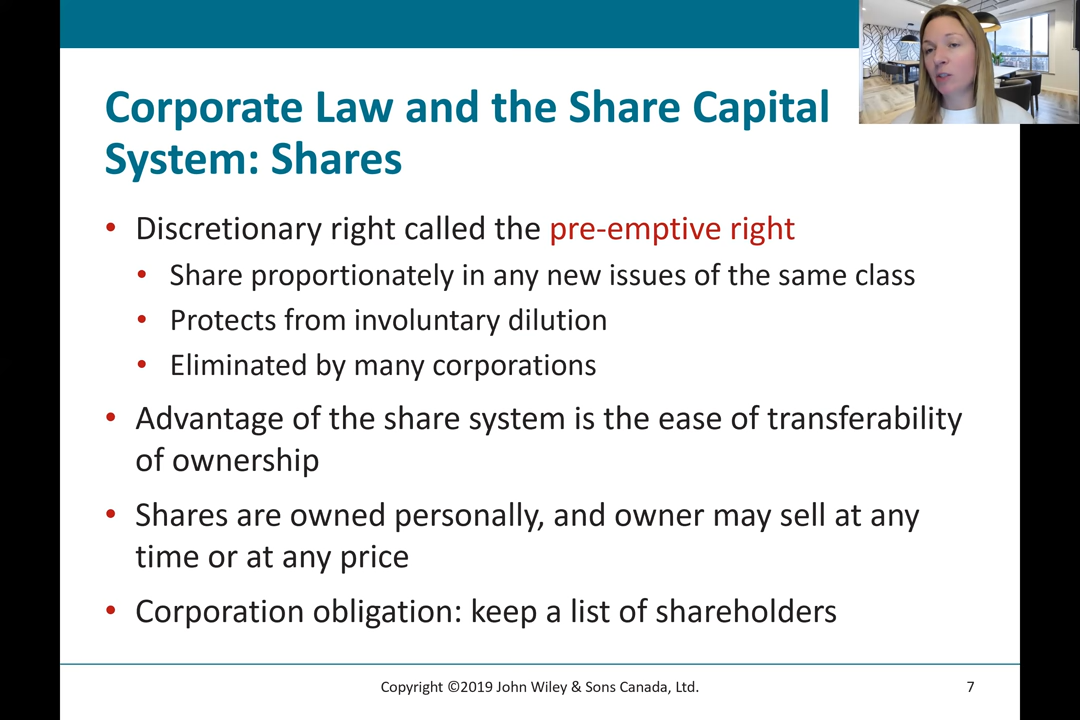 Corporate Law and the Share Capital
System: Shares
• Discretionary right called the pre-emptive right
• Share proportionately in any new issues of the same class
• Protects from involuntary dilution
• Eliminated by many corporations
• Advantage of the share system is the ease of transferability
of ownership
• Shares are owned personally, and owner may sell at any
time or at any price
• Corporation obligation: keep a list of shareholders
Copyright ©2019 John Wiley & Sons Canada, Ltd.
7